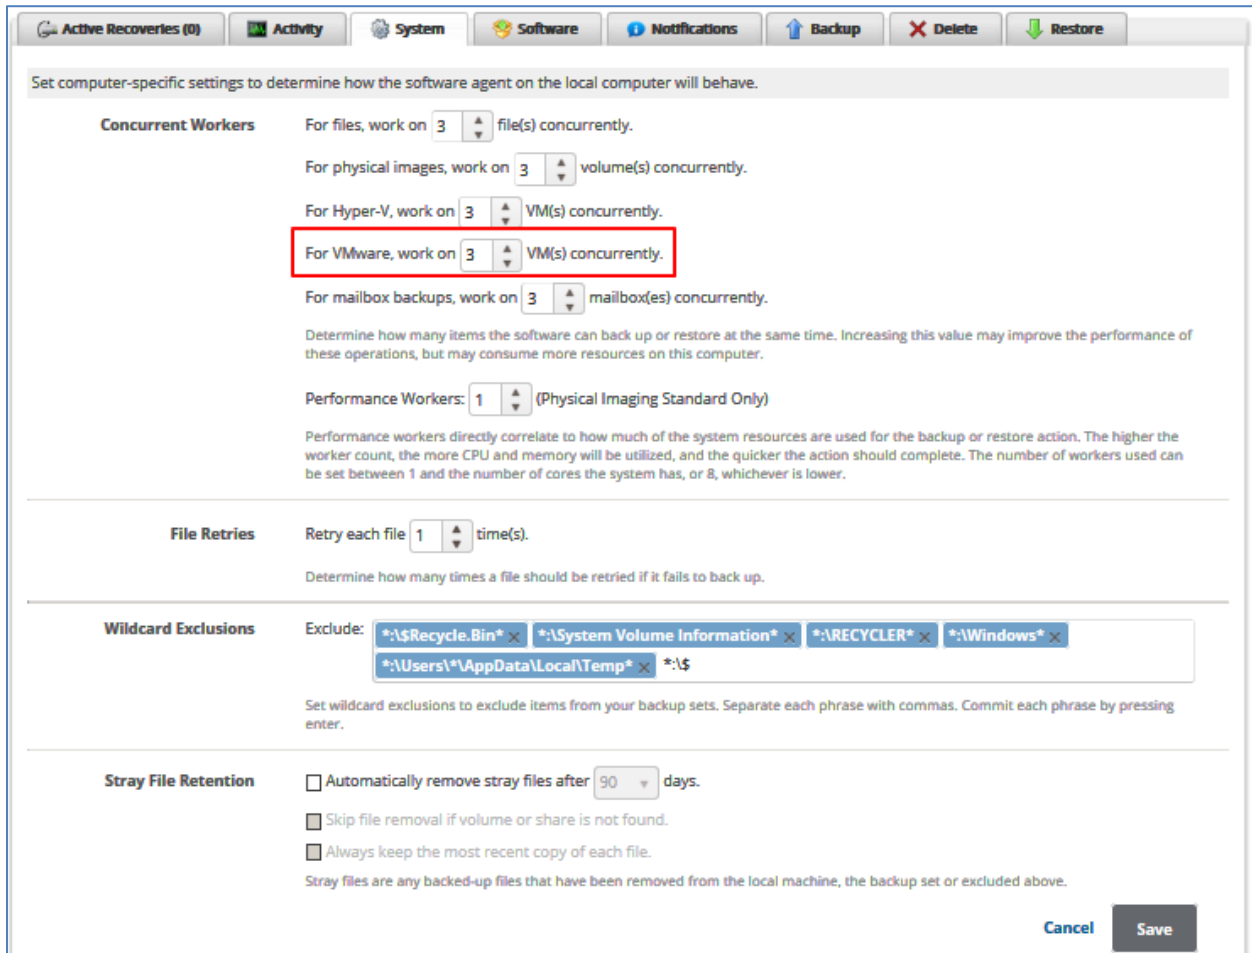 Active Recoveries (0) Activity System Software Notifications Backup Delete Restore
Set computer-specific settings to determine how the software agent on the local computer will behave.
Concurrent Workers For files, work on 3 file(s) concurrently.
For physical images, work on 3 volume(s) concurrently.
For Hyper-V, work on 3 VM(s) concurrently.
For VMware, work on 3 VM(s) concurrently.
For mailbox backups, work on 3 mailbox(es) concurrently.
Determine how many items the software can back up or restore at the same time. Increasing this value may improve the performance of
these operations, but may consume more resources on this computer.
Performance Workers: 1 (Physical Imaging Standard Only)
Performance workers directly correlate to how much of the system resources are used for the backup or restore action. The higher the
worker count, the more CPU and memory will be utilized, and the quicker the action should complete. The number of workers used can
be set between 1 and the number of cores the system has, or 8, whichever is lower.
File Retries Retry each file 1 time(s).
Determine how many times a file should be retried if it fails to back up.
Wildcard Exclusions Exclude: *:\$Recycle.Bin* *:\System Volume Information* *:\RECYCLER* *:\Windows*
*:\Users\*\AppData\Local\Temp* *:\$
Set wildcard exclusions to exclude items from your backup sets. Separate each phrase with commas. Commit each phrase by pressing
enter.
Stray File Retention Automatically remove stray files after 90 days.
Skip file removal if volume or share is not found.
Always keep the most recent copy of each file.
Stray files are any backed-up files that have been removed from the local machine, the backup set or excluded above.
Cancel Save